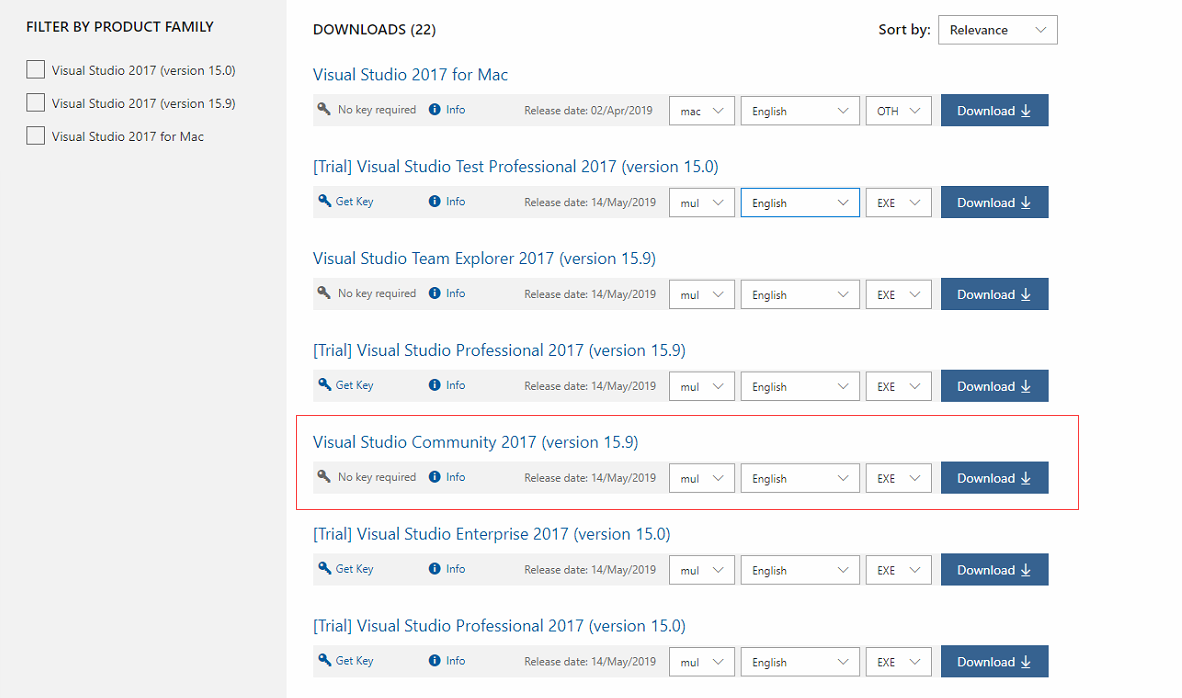 FILTER BY PRODUCT FAMILY
Visual Studio 2017 (version 15.0)
Visual Studio 2017 (version 15.9)
Visual Studio 2017 for Mac
DOWNLOADS (22)
Sort by: Relevance
Visual Studio 2017 for Mac
No key required Info Release date: 02/Apr/2019 mac English OTH Download
[Trial] Visual Studio Test Professional 2017 (version 15.0)
Get Key Info Release date: 14/May/2019 mul English EXE Download
Visual Studio Team Explorer 2017 (version 15.9)
No key required Info Release date: 14/May/2019 mul English EXE Download
[Trial] Visual Studio Professional 2017 (version 15.9)
Get Key Info Release date: 14/May/2019 mul English EXE Download
Visual Studio Community 2017 (version 15.9)
No key required Info Release date: 14/May/2019 mul English EXE Download
[Trial] Visual Studio Enterprise 2017 (version 15.0)
Get Key Info Release date: 14/May/2019 mul English EXE Download
[Trial] Visual Studio Professional 2017 (version 15.0)
Get Key Info Release date: 14/May/2019 mul English EXE Download